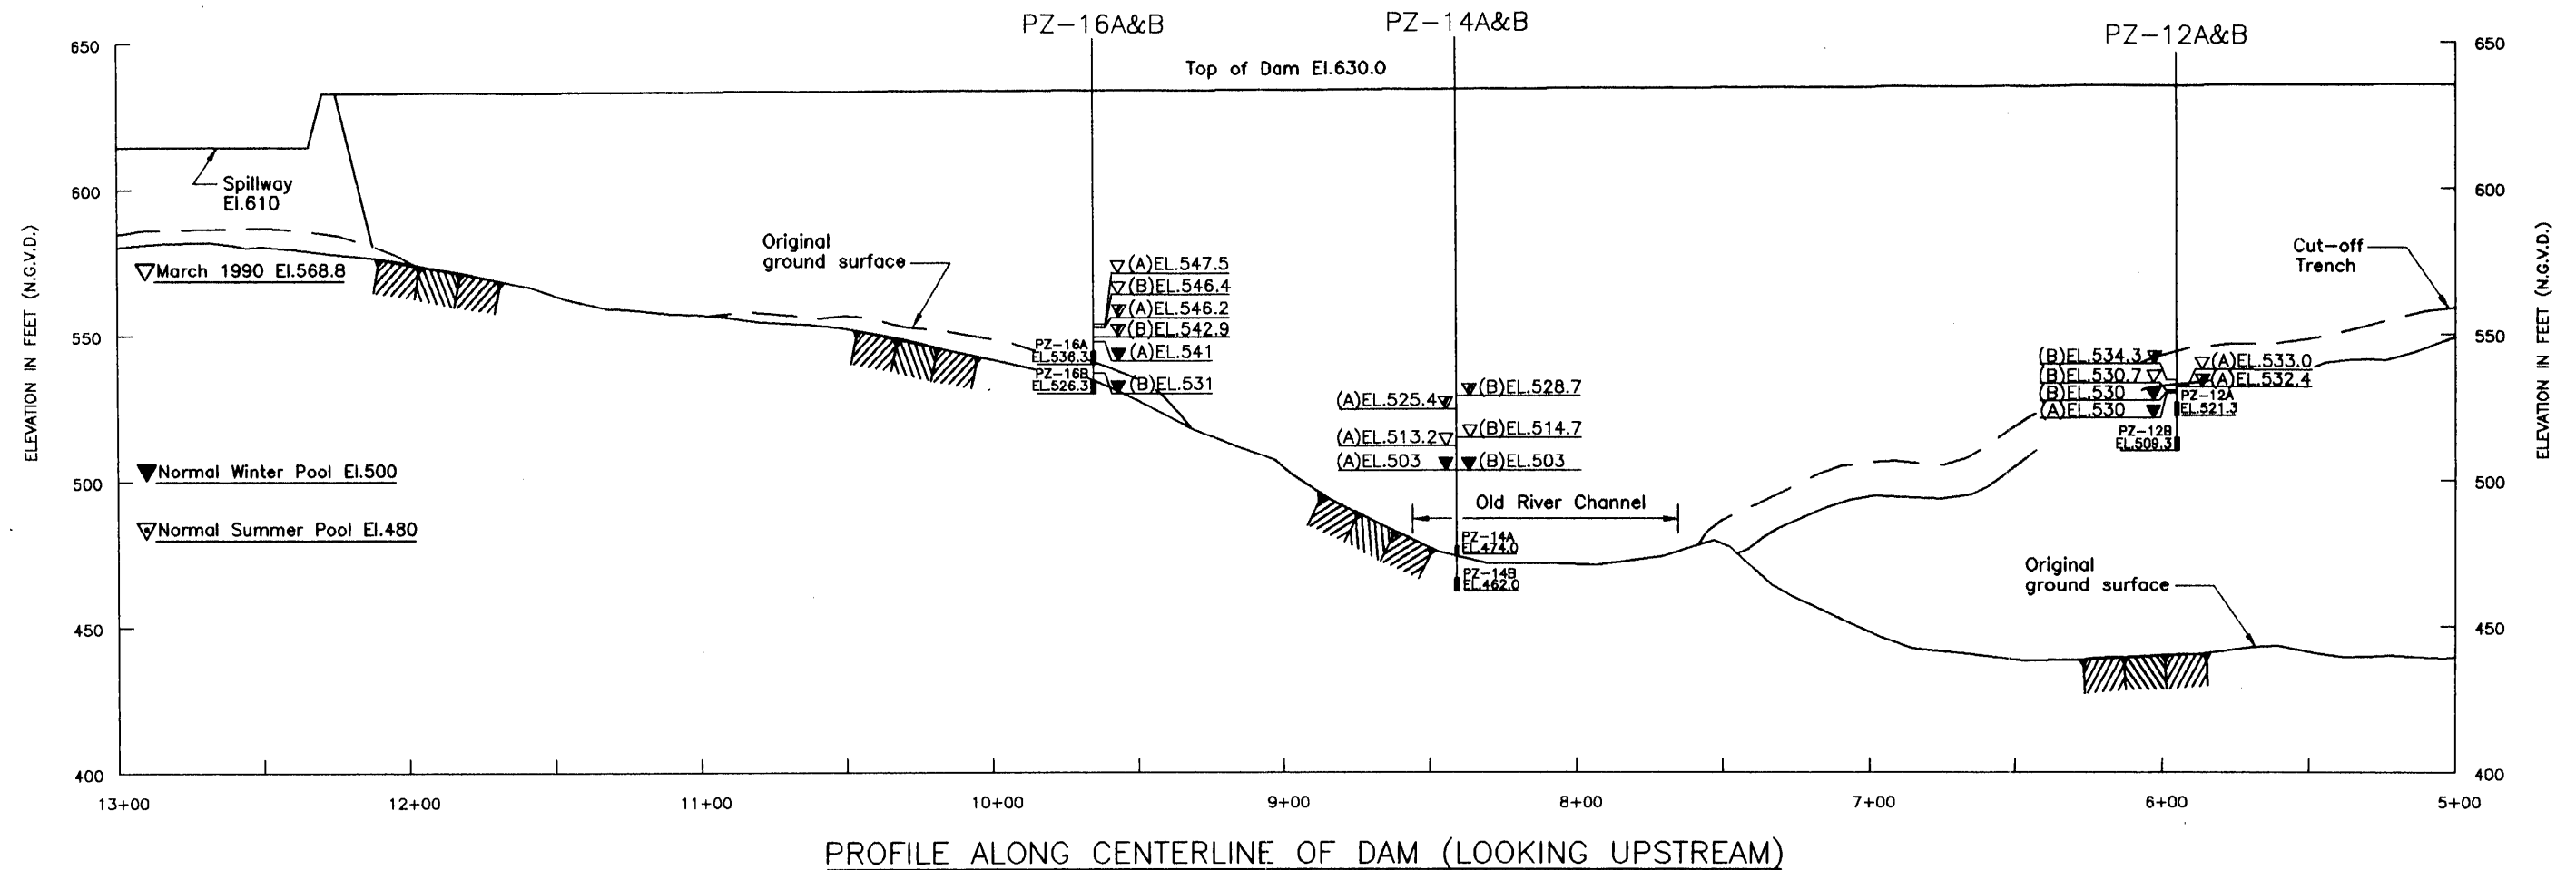 PZ-16A&B
PZ-14A&B
PZ-12A&B
650
650
Top of Dam El.630.0
600
600
Spillway
El.610
ELEVATION IN FEET (N.G.V.D.)
ELEVATION IN FEET (N.G.V.D.)
Original
ground surface
Cut-off
Trench
March 1990 El.568.8
(A)EL.547.5
(B)EL.546.4
(A)EL.546.2
(B)EL.542.9
(A)EL.541
(B)EL.531
550
550
PZ-16A
EL.536.3
PZ-16B
EL.526.3
(B)EL.534.3
(B)EL.530.7
(B)EL.530
(A)EL.530
(A)EL.533.0
(A)EL.532.4
PZ-12A
EL.521.3
PZ-12B
EL.509.3
(A)EL.525.4
(B)EL.528.7
(A)EL.513.2
(B)EL.514.7
(A)EL.503
(B)EL.503
Normal Winter Pool El.500
500
500
Old River Channel
Normal Summer Pool El.480
PZ-14A
EL.474.0
PZ-14B
EL.462.0
Original
ground surface
450
450
400
400
13+00
12+00
11+00
10+00
9+00
8+00
7+00
6+00
5+00
PROFILE ALONG CENTERLINE OF DAM (LOOKING UPSTREAM)